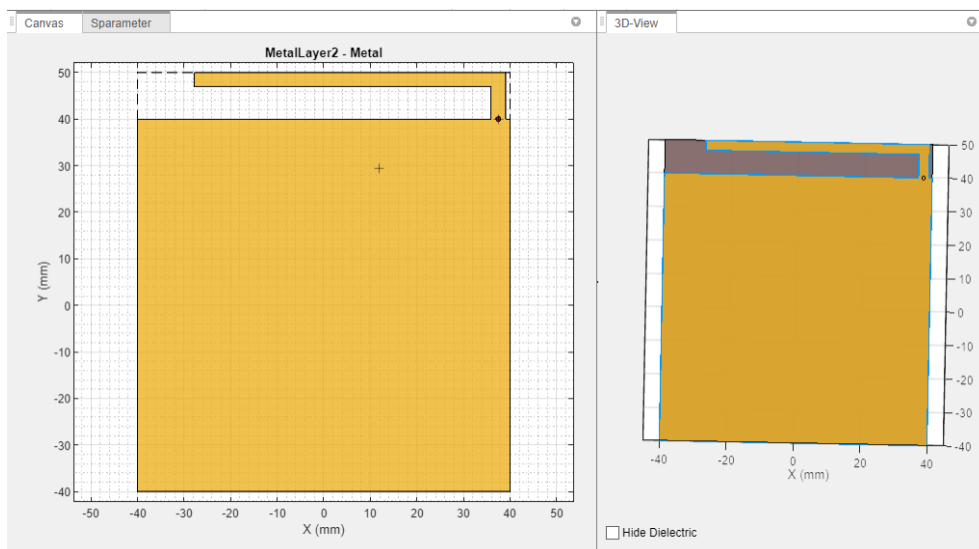 Canvas Sparameter
MetalLayer2 - Metal
50
40
30
20
10
0
-10
-20
-30
-40
Y (mm)
-50 -40 -30 -20 -10 0 10 20 30 40 50
X (mm)
3D-View
50
40
30
20
10
0
-10
-20
-30
-40
-40 -20 0 20 40
X (mm)
Hide Dielectric